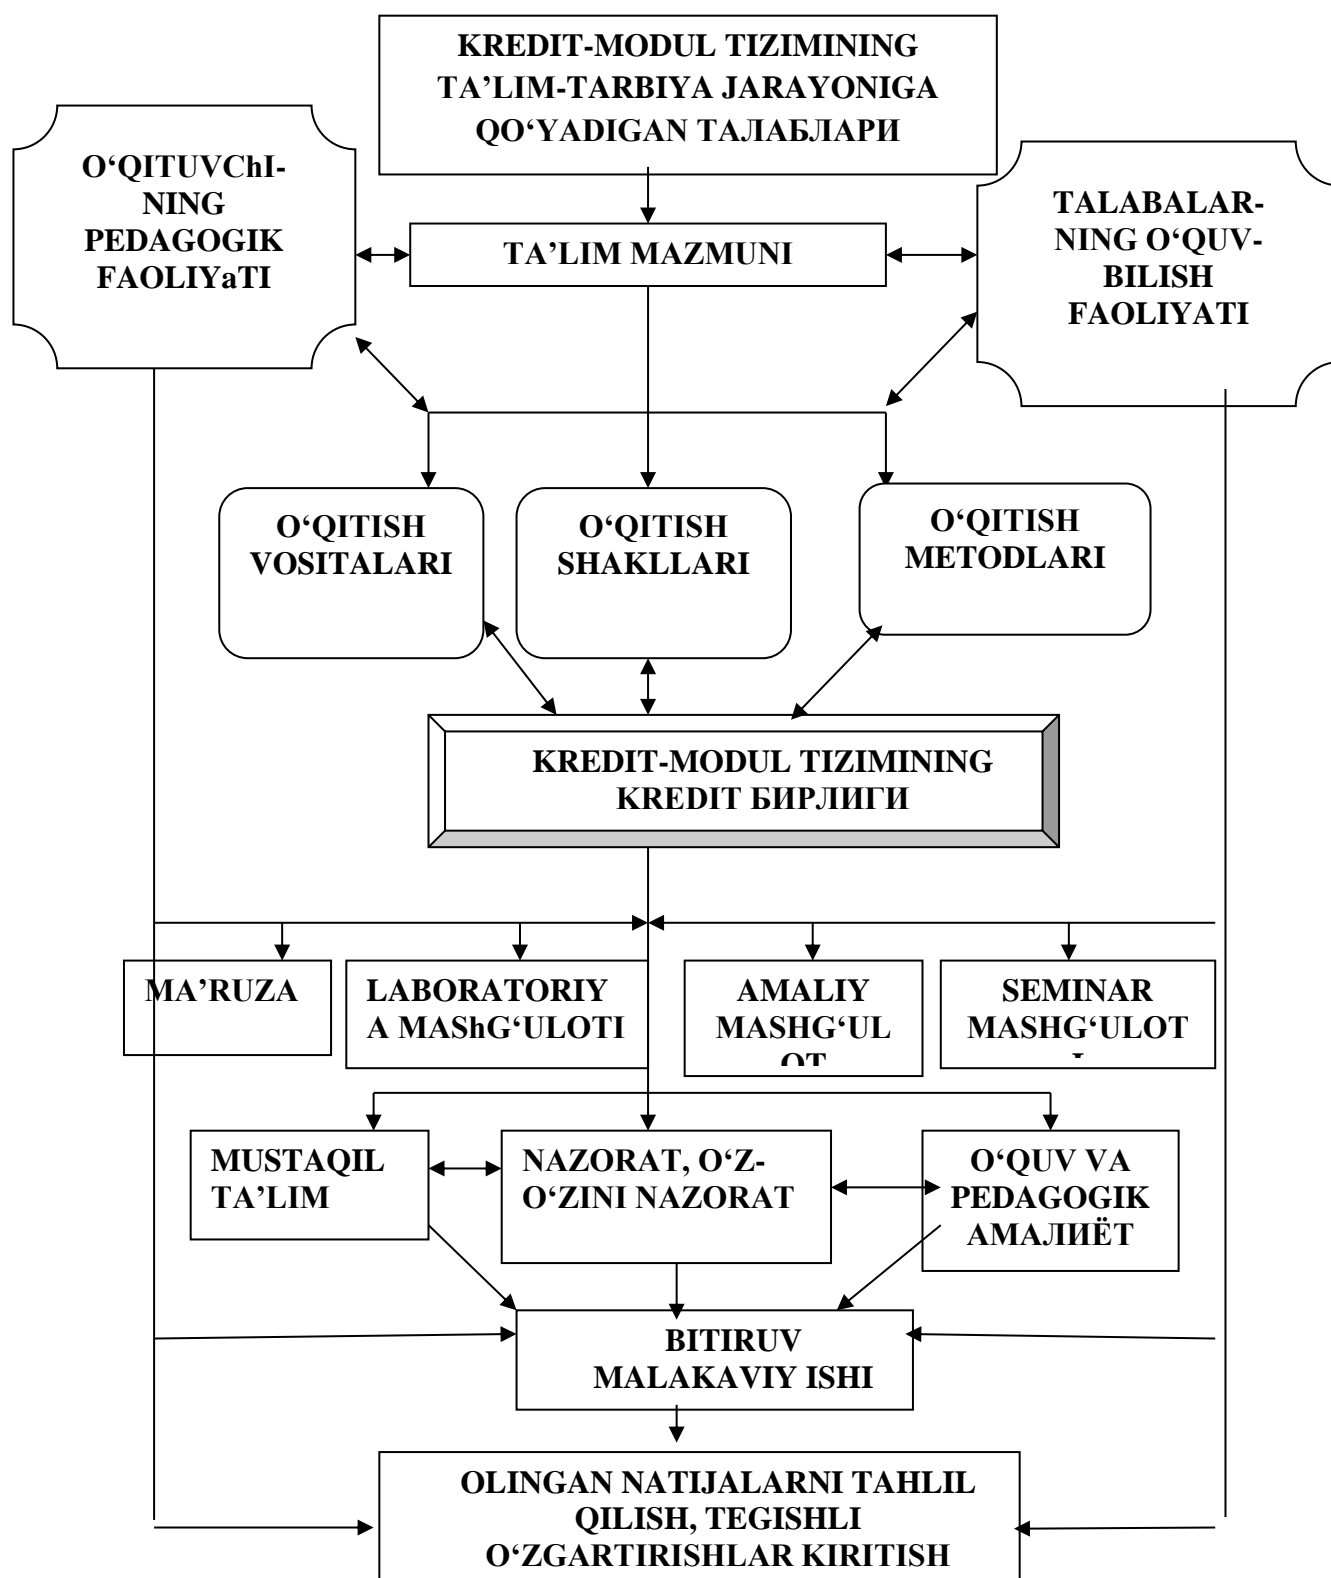 KREDIT-MODUL TIZIMINING
TA’LIM-TARBIYA JARAYONIGA
QO‘YADIGAN ТАЛАБЛАРИ
O‘QITUVChI-
NING
PEDAGOGIK
FAOLIYaTI
TA’LIM MAZMUNI
TALABALAR-
NING O‘QUV-
BILISH
FAOLIYATI
O‘QITISH
VOSITALARI
O‘QITISH
SHAKLLARI
O‘QITISH
METODLARI
KREDIT-MODUL TIZIMINING
KREDIT БИРЛИГИ
MA’RUZA
LABORATORIY
A MAShG‘ULOTI
AMALIY
MASHG‘UL
OT
SEMINAR
MASHG‘ULOT
I
MUSTAQIL
TA’LIM
NAZORAT, O‘Z-
O‘ZINI NAZORAT
O‘QUV VA
PEDAGOGIK
АМАЛИЁТ
BITIRUV
MALAKAVIY ISHI
OLINGAN NATIJALARNI TAHLIL
QILISH, TEGISHLI
O‘ZGARTIRISHLAR KIRITISH